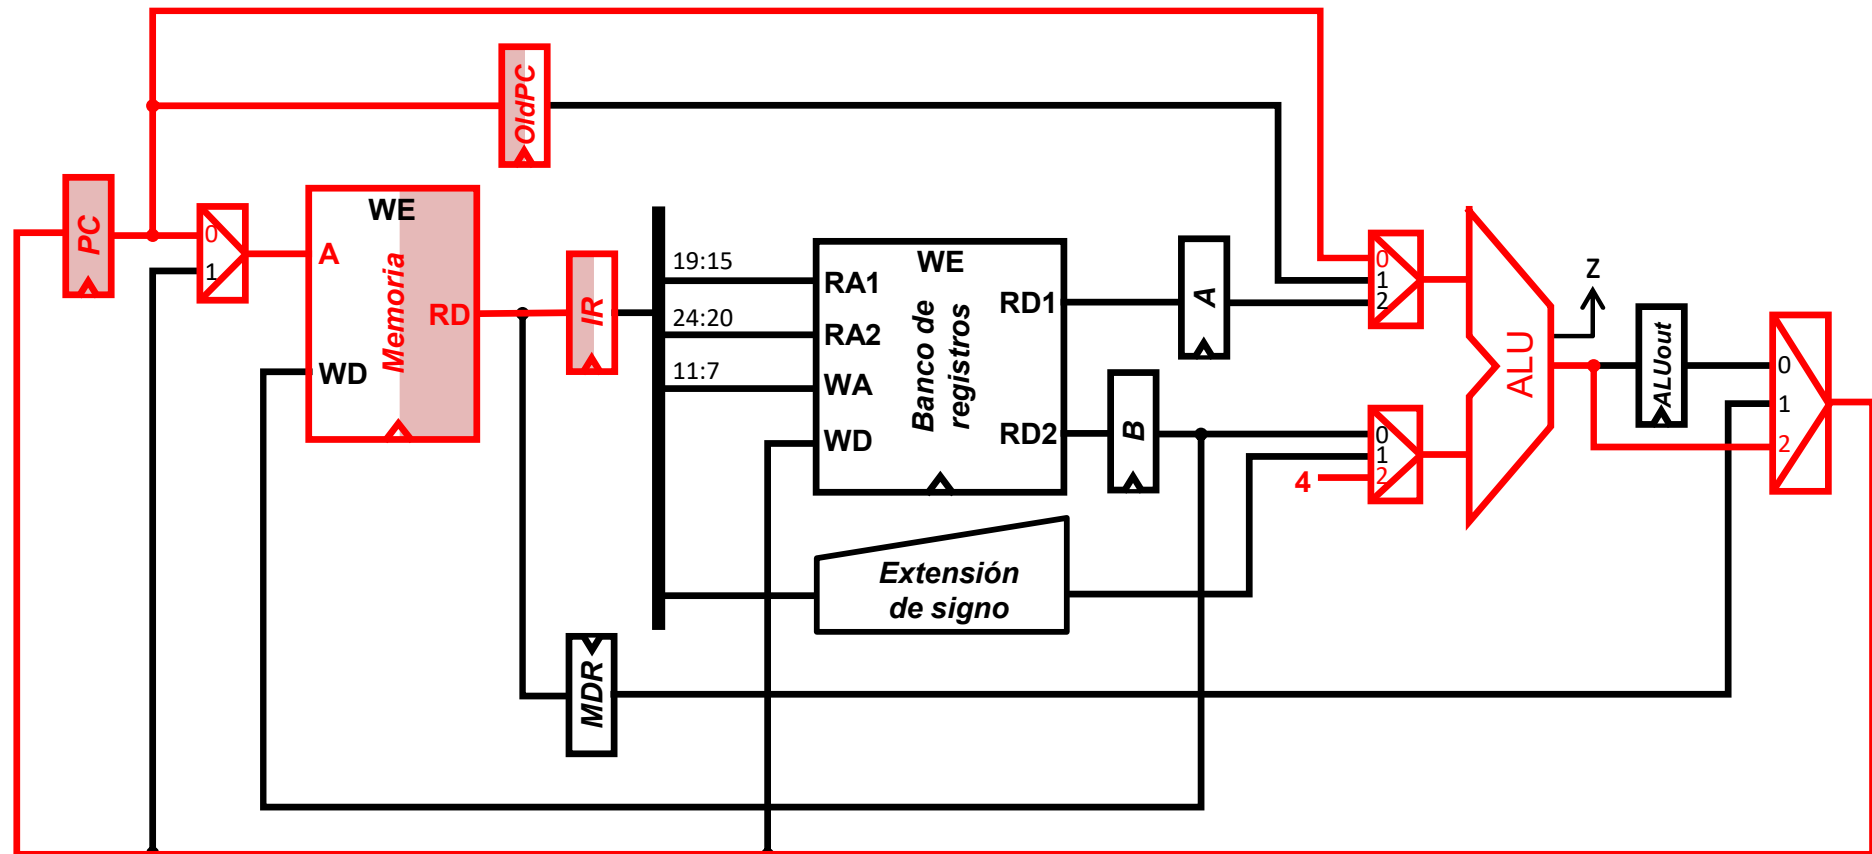 OldPC
PC
0
1
A
WE
Memoria
RD
WD
IR
19:15
24:20
11:7
RA1
RA2
WA
WD
WE
Banco de
registros
RD1
RD2
A
B
Extensión
de signo
MDR
0
1
2
0
1
2
4
ALU
Z
ALUout
0
1
2